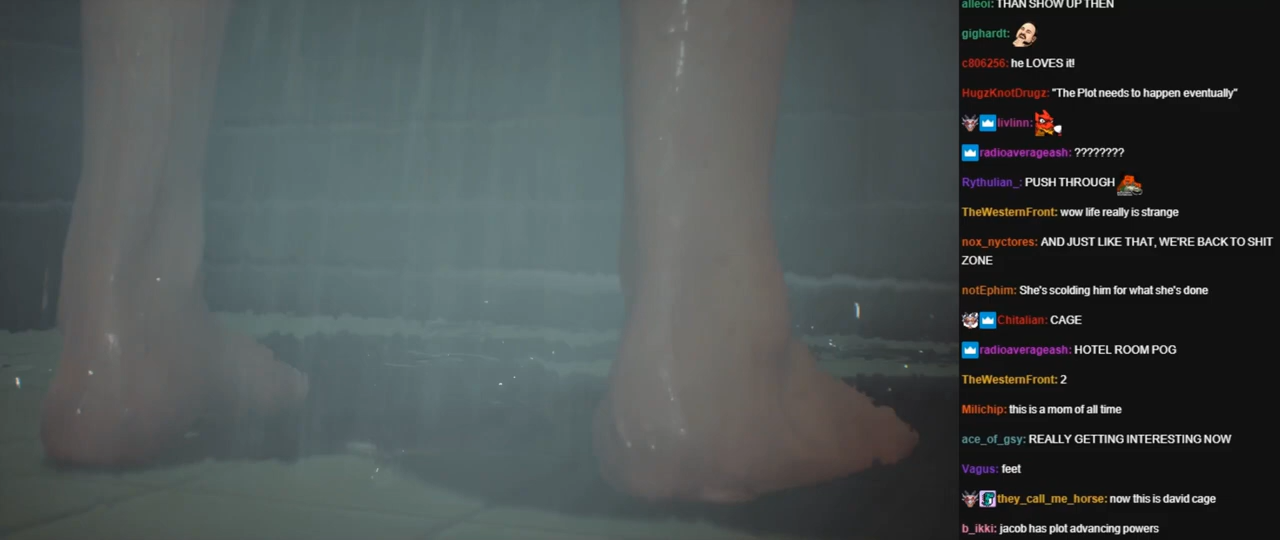 alleoi: THAN SHOW UP THEN
gighardt:
c806256: he LOVES it!
HugzKnotDrugz: "The Plot needs to happen eventually"
livlinn:
radioaverageash: ????????
Rythulian_: PUSH THROUGH
TheWesternFront: wow life really is strange
nox_nyctores: AND JUST LIKE THAT, WE'RE BACK TO SHIT
ZONE
notEphim: She's scolding him for what she's done
Chitalian: CAGE
radioaverageash: HOTEL ROOM POG
TheWesternFront: 2
Milichip: this is a mom of all time
ace_of_gsy: REALLY GETTING INTERESTING NOW
Vagus: feet
they_call_me_horse: now this is david cage
b_ikki: jacob has plot advancing powers